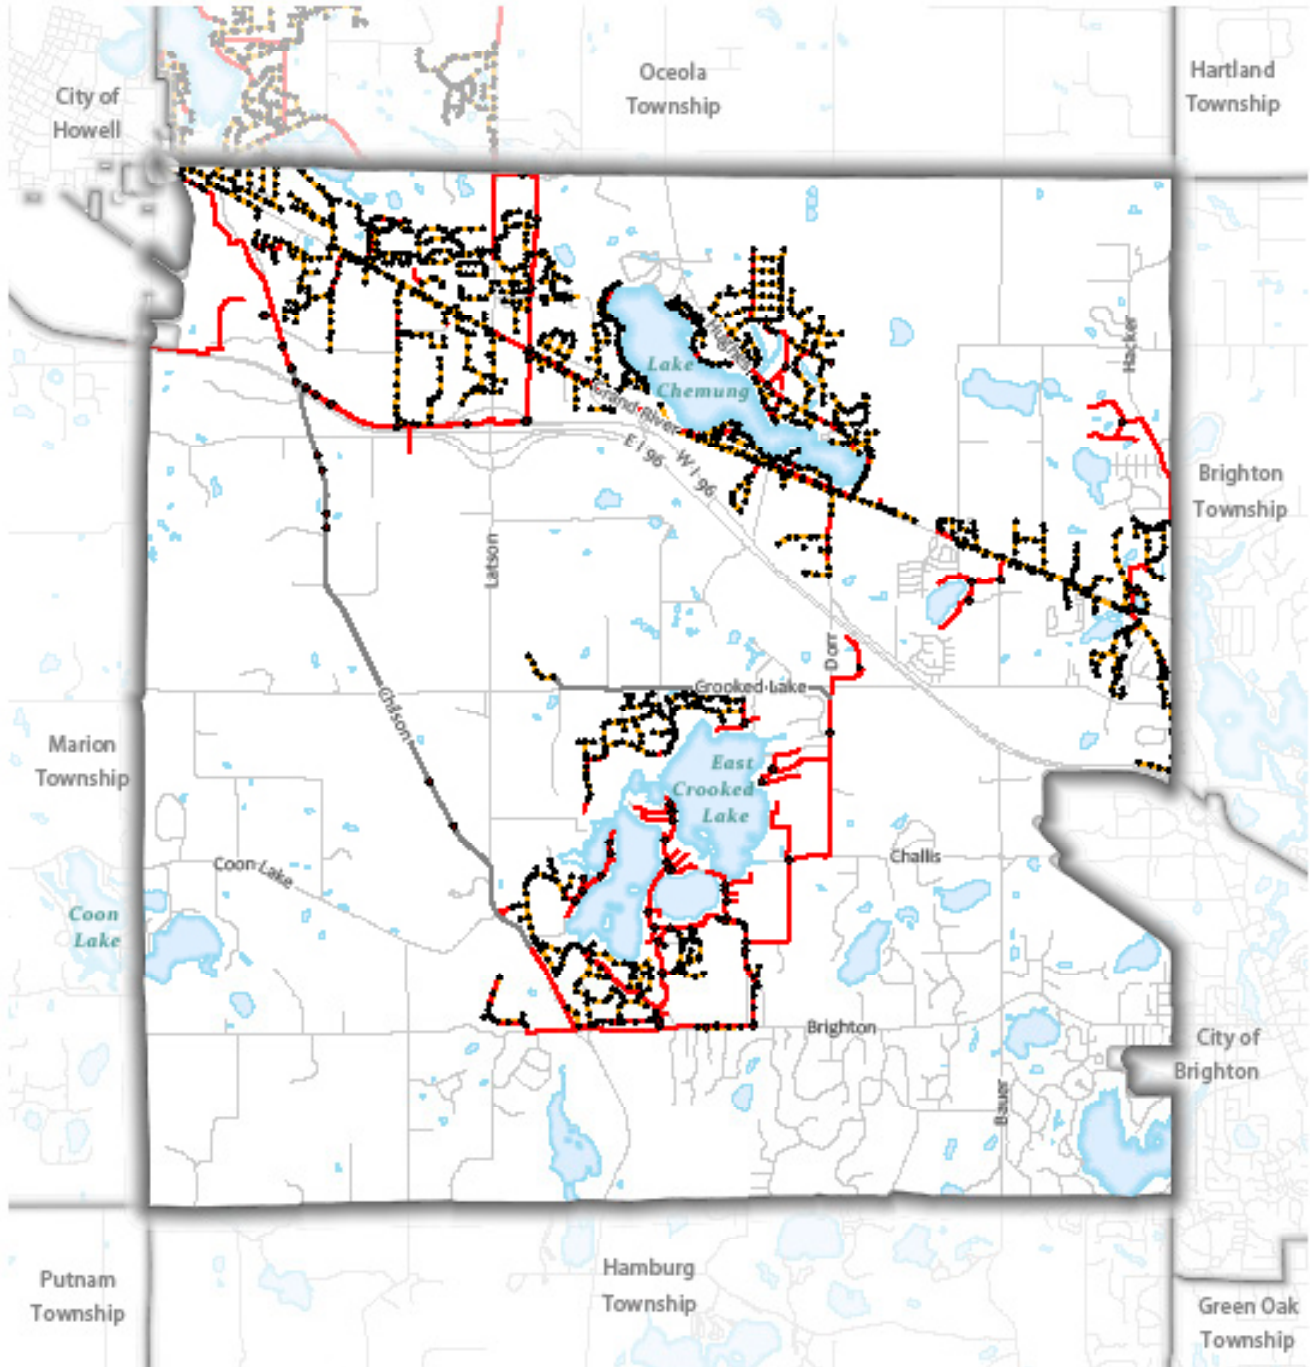 Oceola
Township
Hartland
Township
City of
Howell
Hacker
Hughes
Lake
Chemung
Grand River
E I 96
W I 96
Brighton
Township
Latson
Dorr
Crooked Lake
Chilson
Marion
Township
East
Crooked
Lake
Challis
Coon Lake
Coon
Lake
Brighton
City of
Brighton
Bauer
Putnam
Township
Hamburg
Township
Green Oak
Township